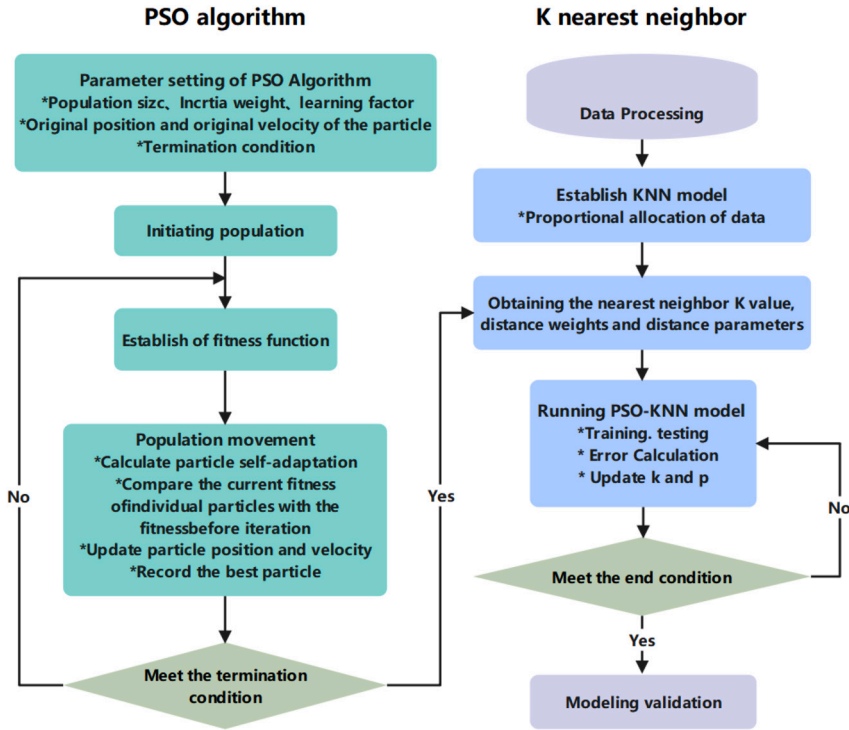 PSO algorithm
Parameter setting of PSO Algorithm
*Population sizc、Incrtia weight、learning factor
*Original position and original velocity of the particle
*Termination condition
Initiating population
Establish of fitness function
Population movement
*Calculate particle self-adaptation
*Compare the current fitness
ofindividual particles with the
fitnessbefore iteration
*Update particle position and velocity
*Record the best particle
No
Meet the termination
condition
Yes
K nearest neighbor
Data Processing
Establish KNN model
*Proportional allocation of data
Obtaining the nearest neighbor K value,
distance weights and distance parameters
Running PSO-KNN model
*Training. testing
* Error Calculation
* Update k and p
No
Meet the end condition
Yes
Modeling validation